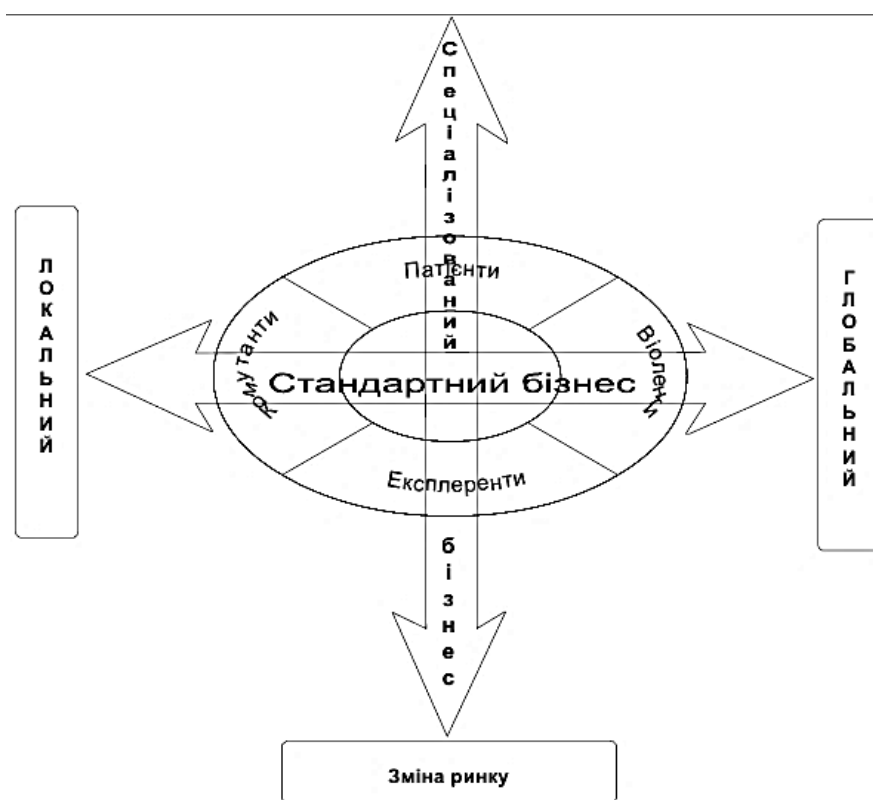 Спеціалізований
Патієнти
ЛОКАЛЬНИЙ
ГЛОБАЛЬНИЙ
Комутанти
Віоленти
Стандартний бізнес
Експлеренти
бізнес
Зміна ринку